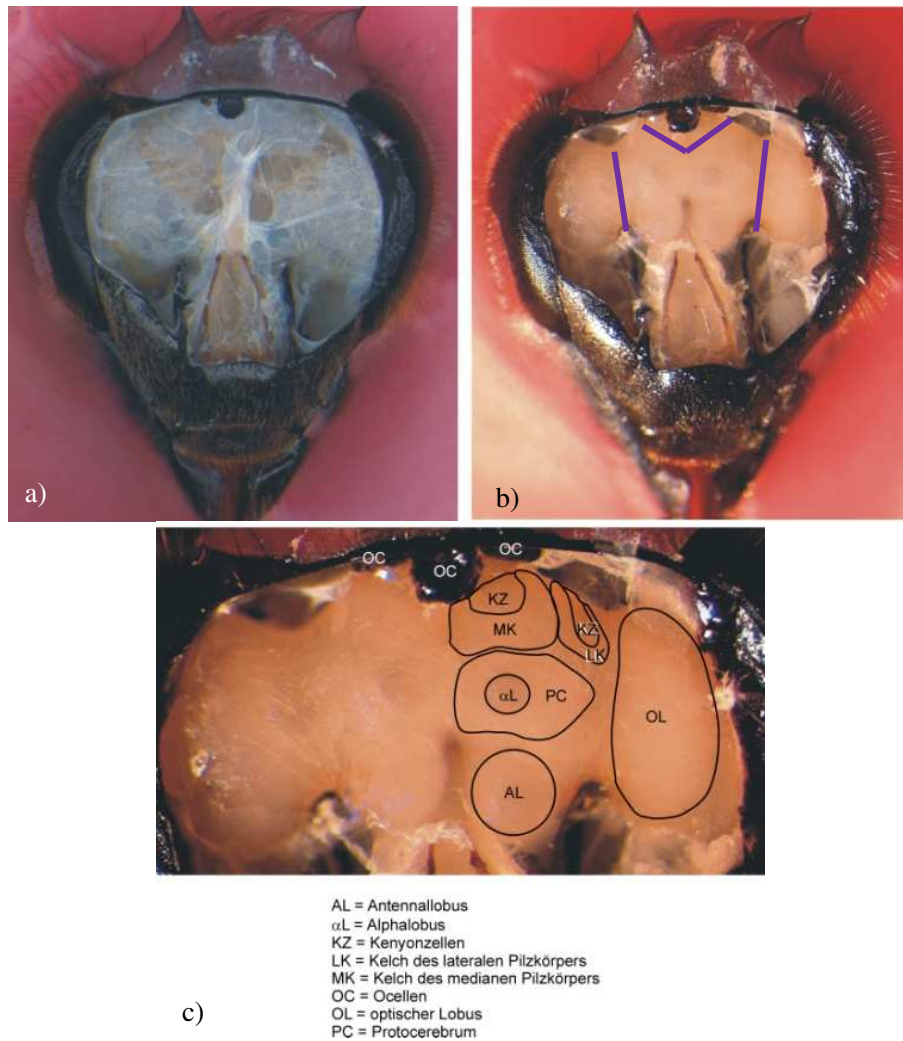 a)
b)
OC
OC
OC
KZ
MK
KZ
LK
αL
PC
OL
AL
AL = Antennallobus
αL = Alphalobus
KZ = Kenyonzellen
LK = Kelch des lateralen Pilzkörpers
MK = Kelch des medianen Pilzkörpers
OC = Ocellen
OL = optischer Lobus
c)
PC = Protocerebrum